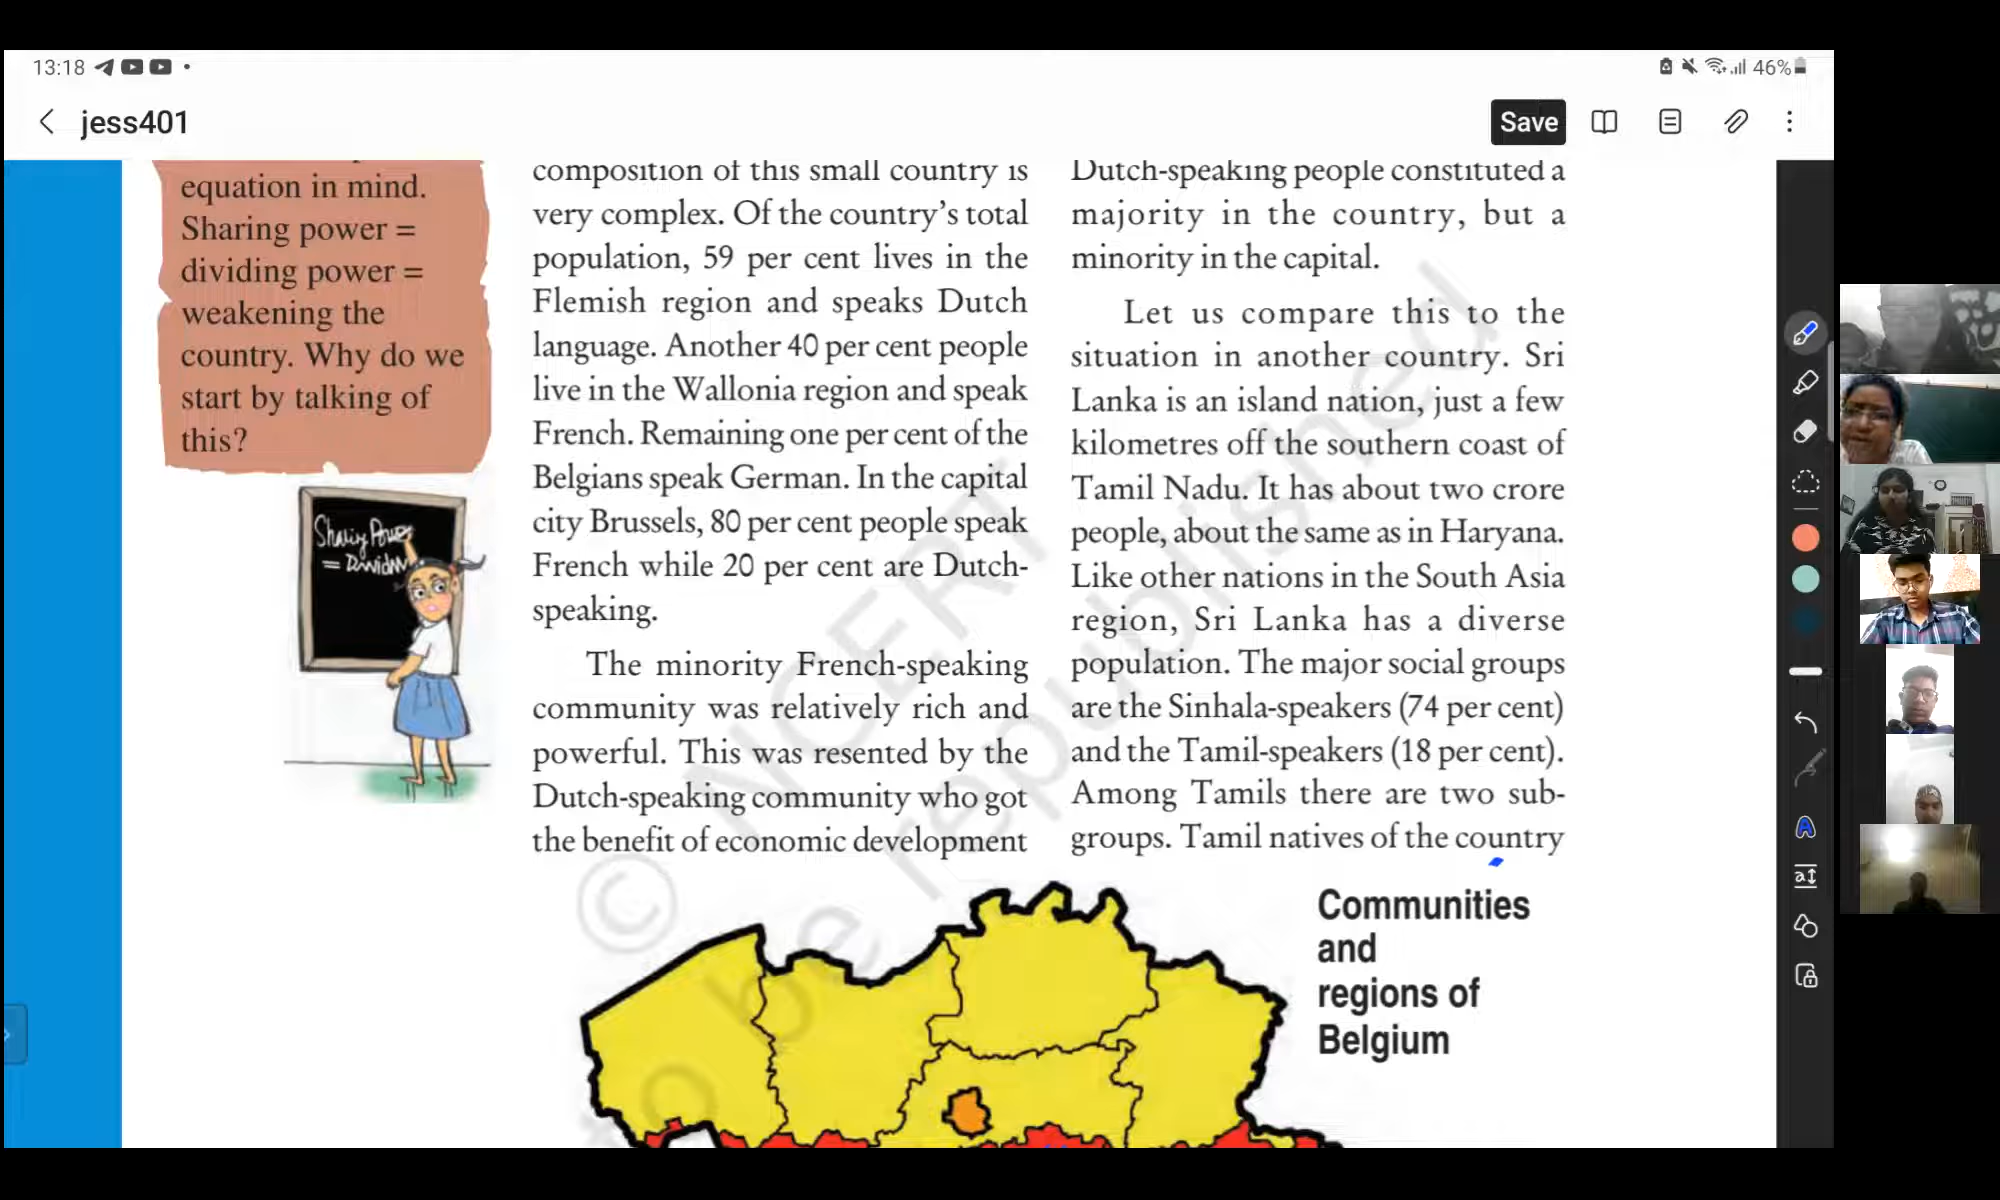 13:18
46%
jess401
Save
equation in mind.
Sharing power =
dividing power =
weakening the
country. Why do we
start by talking of
this?
Sharing Power
= Dividin
composition of this small country is
very complex. Of the country’s total
population, 59 per cent lives in the
Flemish region and speaks Dutch
language. Another 40 per cent people
live in the Wallonia region and speak
French. Remaining one per cent of the
Belgians speak German. In the capital
city Brussels, 80 per cent people speak
French while 20 per cent are Dutch-
speaking.
The minority French-speaking
community was relatively rich and
powerful. This was resented by the
Dutch-speaking community who got
the benefit of economic development
Dutch-speaking people constituted a
majority in the country, but a
minority in the capital.
Let us compare this to the
situation in another country. Sri
Lanka is an island nation, just a few
kilometres off the southern coast of
Tamil Nadu. It has about two crore
people, about the same as in Haryana.
Like other nations in the South Asia
region, Sri Lanka has a diverse
population. The major social groups
are the Sinhala-speakers (74 per cent)
and the Tamil-speakers (18 per cent).
Among Tamils there are two sub-
groups. Tamil natives of the country
© NCERT
to be republished
Communities
and
regions of
Belgium